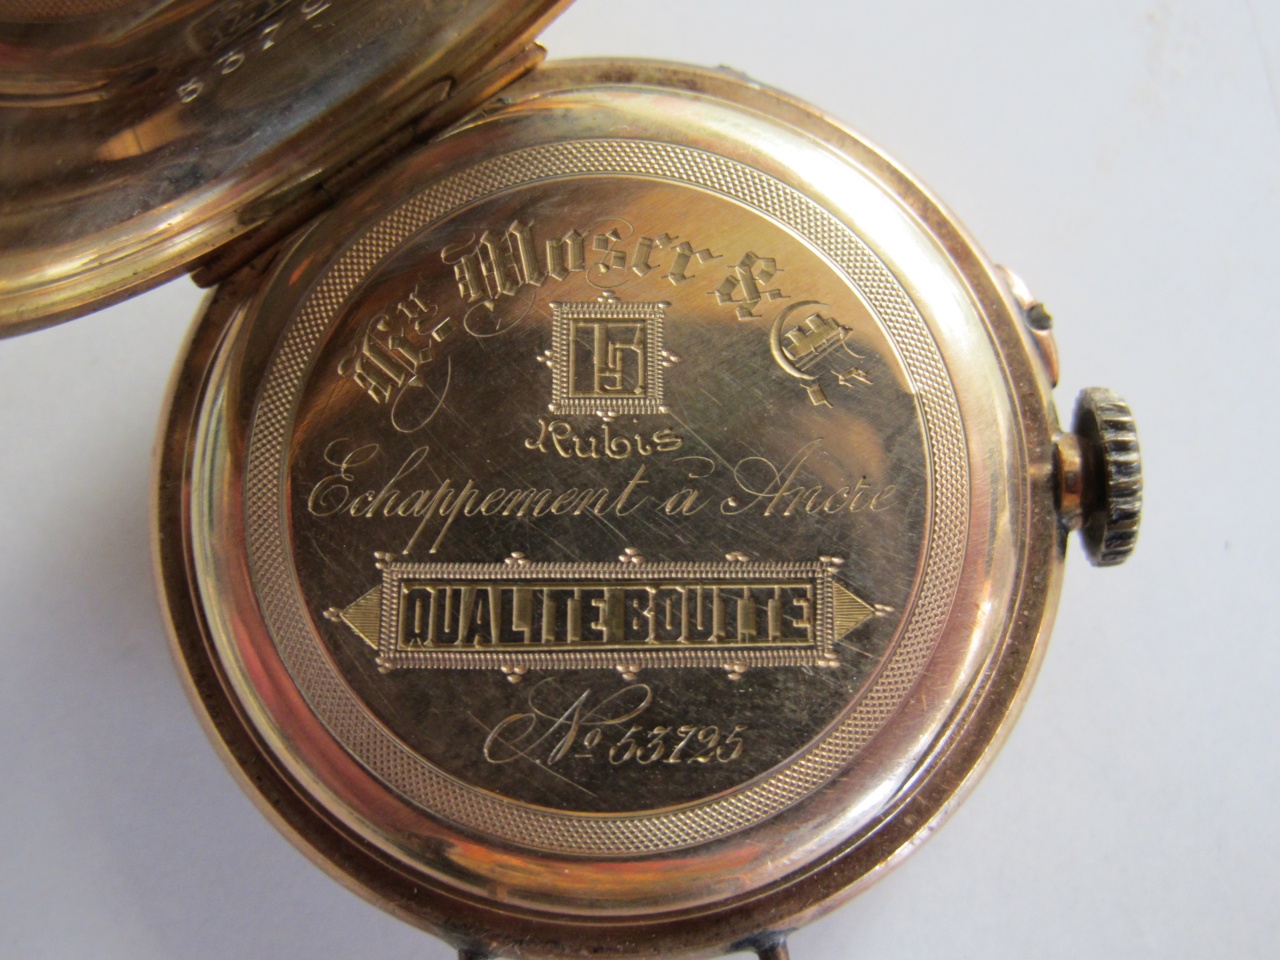 Hy. Moser & Cie.
15.
Rubis
Echappement à Ancre
QUALITE BOUTTE
No 53725